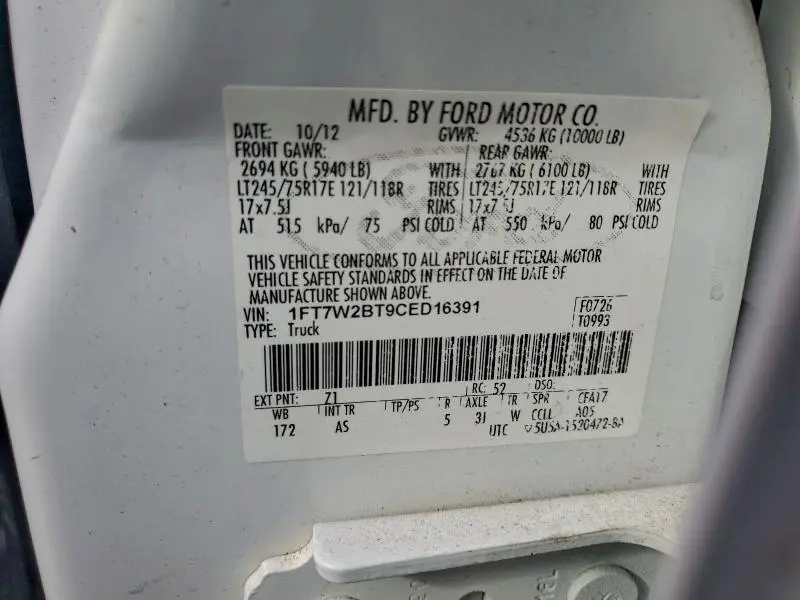 MFD. BY FORD MOTOR CO.
DATE: 10/12 GVWR: 4536 KG (10000 LB)
FRONT GAWR: REAR GAWR:
2694 KG ( 5940 LB) WITH 2767 KG ( 6100 LB) WITH
LT245/75R17E 121/118R TIRES LT245/75R17E 121/118R TIRES
17x7.5J RIMS 17x7.5J RIMS
AT 515 kPa/ 75 PSI COLD AT 550 kPa/ 80 PSI COLD
THIS VEHICLE CONFORMS TO ALL APPLICABLE FEDERAL MOTOR
VEHICLE SAFETY STANDARDS IN EFFECT ON THE DATE OF
MANUFACTURE SHOWN ABOVE.
VIN: 1FT7W2BT9CED16391 F0726
TYPE: Truck T0993
EXT PNT: Z1 RC: 52 DSO:
WB INT TR TP/PS R AXLE TR SPR CFA17
172 AS 5 31 W CCLL A05
UTC 5USA-1520472-BA